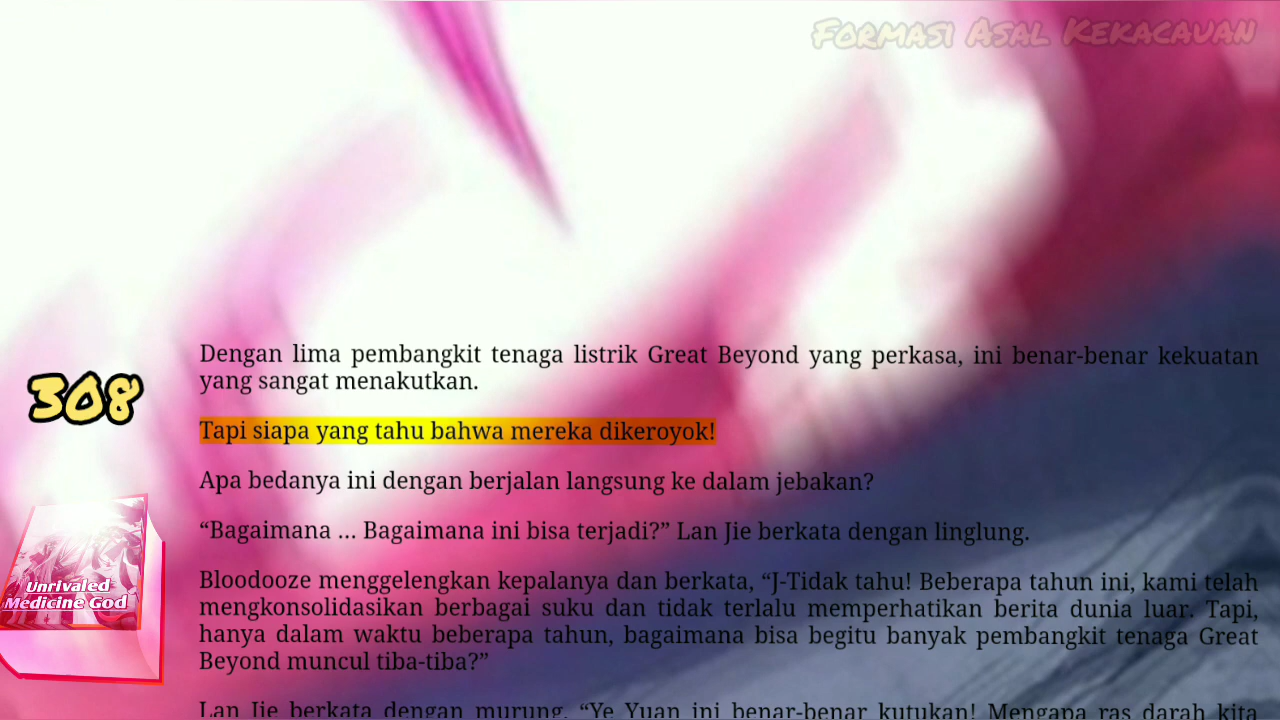 Formasi Asal Kekacauan
Dengan lima pembangkit tenaga listrik Great Beyond yang perkasa, ini benar-benar kekuatan
yang sangat menakutkan.
308
Tapi siapa yang tahu bahwa mereka dikeroyok!
Apa bedanya ini dengan berjalan langsung ke dalam jebakan?
“Bagaimana ... Bagaimana ini bisa terjadi?” Lan Jie berkata dengan linglung.
Bloodooze menggelengkan kepalanya dan berkata, “J-Tidak tahu! Beberapa tahun ini, kami telah
mengkonsolidasikan berbagai suku dan tidak terlalu memperhatikan berita dunia luar. Tapi,
hanya dalam waktu beberapa tahun, bagaimana bisa begitu banyak pembangkit tenaga Great
Beyond muncul tiba-tiba?”
Unrivaled
Medicine God
Lan Jie berkata dengan murung, “Ye Yuan ini benar-benar kutukan! Mengapa ras darah kita